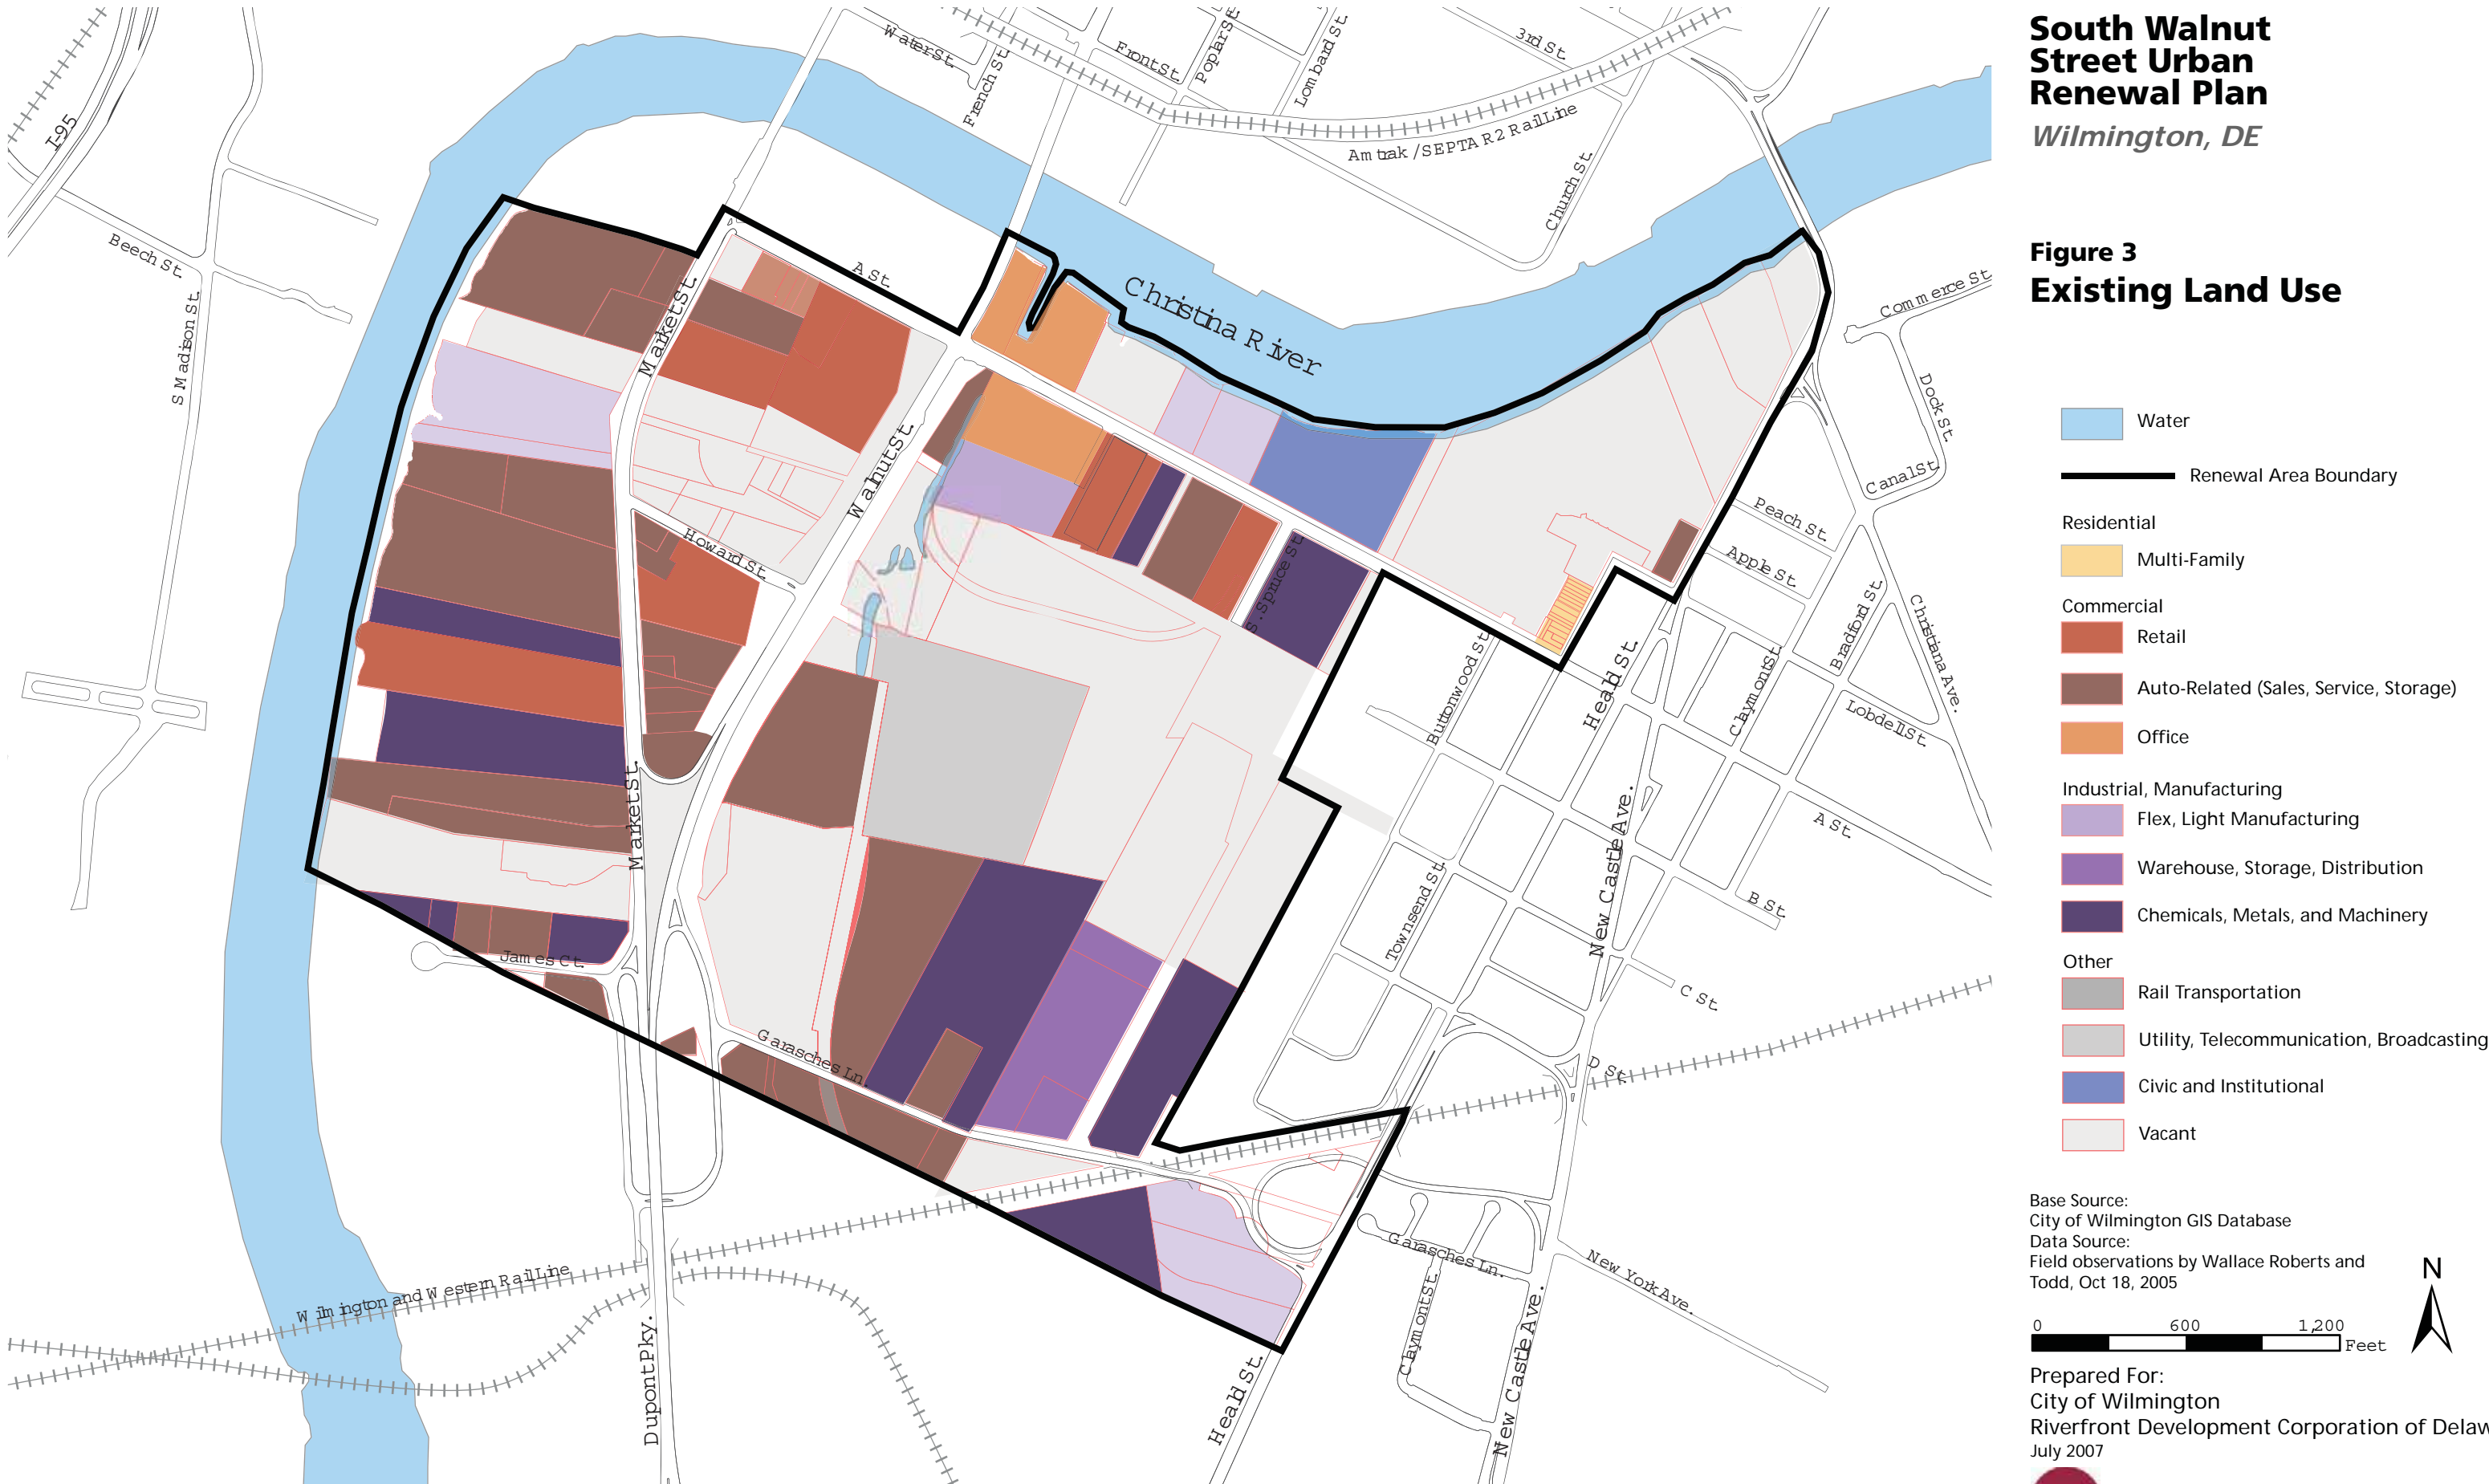 South Walnut
Street Urban
Renewal Plan
Wilmington, DE
Figure 3
Existing Land Use
Water
Renewal Area Boundary
Residential
Multi-Family
Commercial
Retail
Auto-Related (Sales, Service, Storage)
Office
Industrial, Manufacturing
Flex, Light Manufacturing
Warehouse, Storage, Distribution
Chemicals, Metals, and Machinery
Other
Rail Transportation
Utility, Telecommunication, Broadcasting
Civic and Institutional
Vacant
Base Source:
City of Wilmington GIS Database
Data Source:
Field observations by Wallace Roberts and
Todd, Oct 18, 2005
N
0 600 1,200
Feet
Prepared For:
City of Wilmington
Riverfront Development Corporation of Delaw
July 2007
I-95
Beech St.
S Madison St.
Water St.
French St.
Front St.
Poplar St.
Lombard St.
3rd St.
Amtrak/SEPTA R2 Rail Line
Church St.
Christina River
A St.
Market St.
Walnut St.
Howard St.
S. Spruce St.
Commerce St.
Dock St.
Canal St.
Peach St.
Apple St.
Bradford St.
Christiana Ave.
Claymont St.
Lobdell St.
Heald St.
Buttonwood St.
Townsend St.
New Castle Ave.
A St.
B St.
C St.
D St.
Market St.
James Ct.
Garasches Ln.
Wilmington and Western Rail Line
Dupont Pky.
Heald St.
Garasches Ln.
Claymont St.
New Castle Ave.
New York Ave.